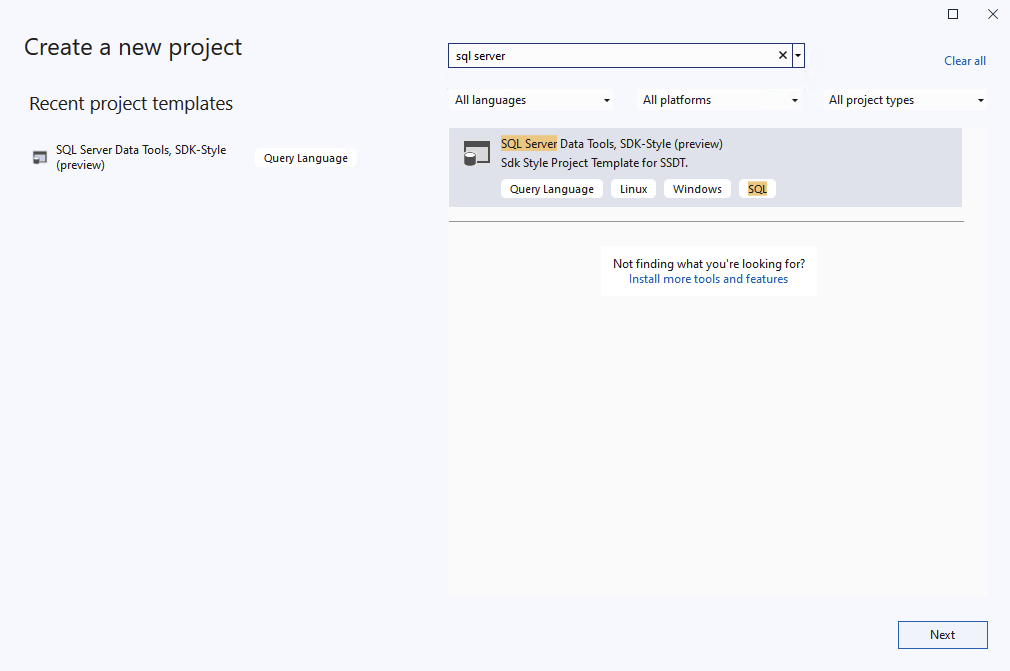 Create a new project
Recent project templates
SQL Server Data Tools, SDK-Style
(preview)
Query Language
sql server
Clear all
All languages
All platforms
All project types
SQL Server Data Tools, SDK-Style (preview)
Sdk Style Project Template for SSDT.
Query Language
Linux
Windows
SQL
Not finding what you're looking for?
Install more tools and features
Next